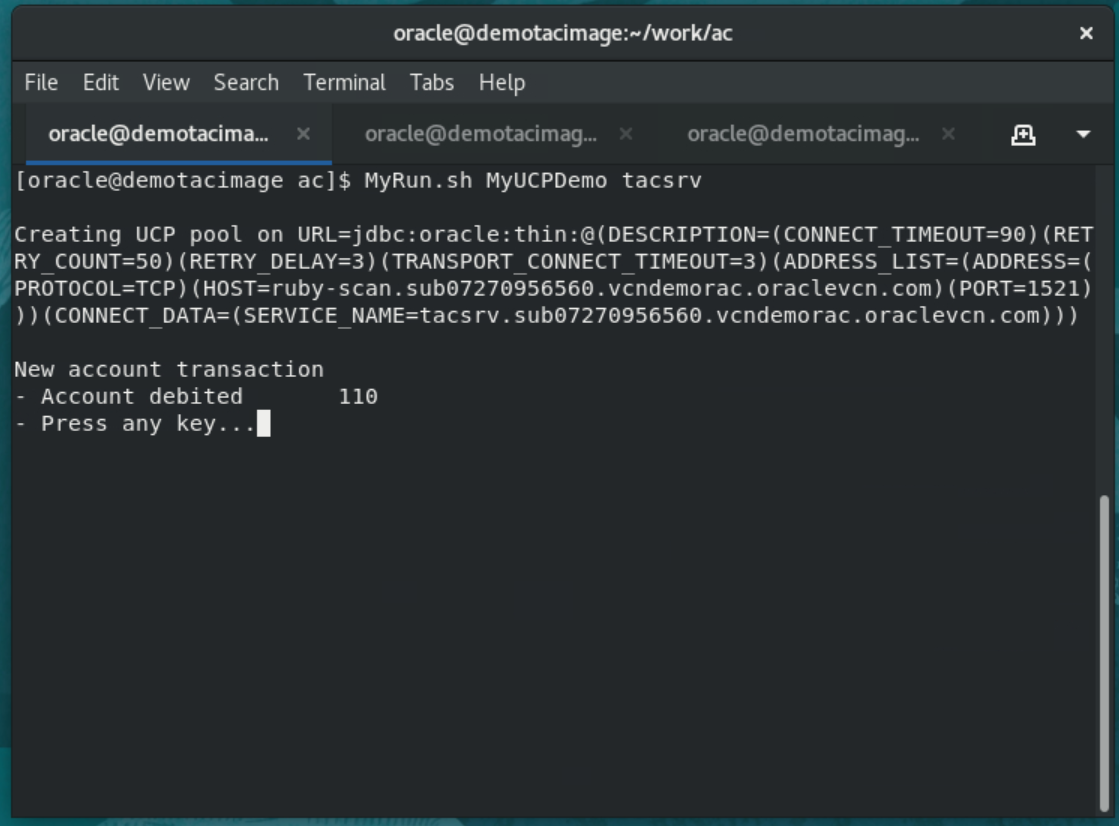 oracle@demotacimage:~/work/ac
File Edit View Search Terminal Tabs Help
oracle@demotacima... oracle@demotacimag... oracle@demotacimag...
[oracle@demotacimage ac]$ MyRun.sh MyUCPDemo tacsrv
Creating UCP pool on URL=jdbc:oracle:thin:@(DESCRIPTION=(CONNECT_TIMEOUT=90)(RET
RY_COUNT=50)(RETRY_DELAY=3)(TRANSPORT_CONNECT_TIMEOUT=3)(ADDRESS_LIST=(ADDRESS=(
PROTOCOL=TCP)(HOST=ruby-scan.sub07270956560.vcndemorac.oraclevcn.com)(PORT=1521)
))(CONNECT_DATA=(SERVICE_NAME=tacsrv.sub07270956560.vcndemorac.oraclevcn.com)))
New account transaction
- Account debited 110
- Press any key...